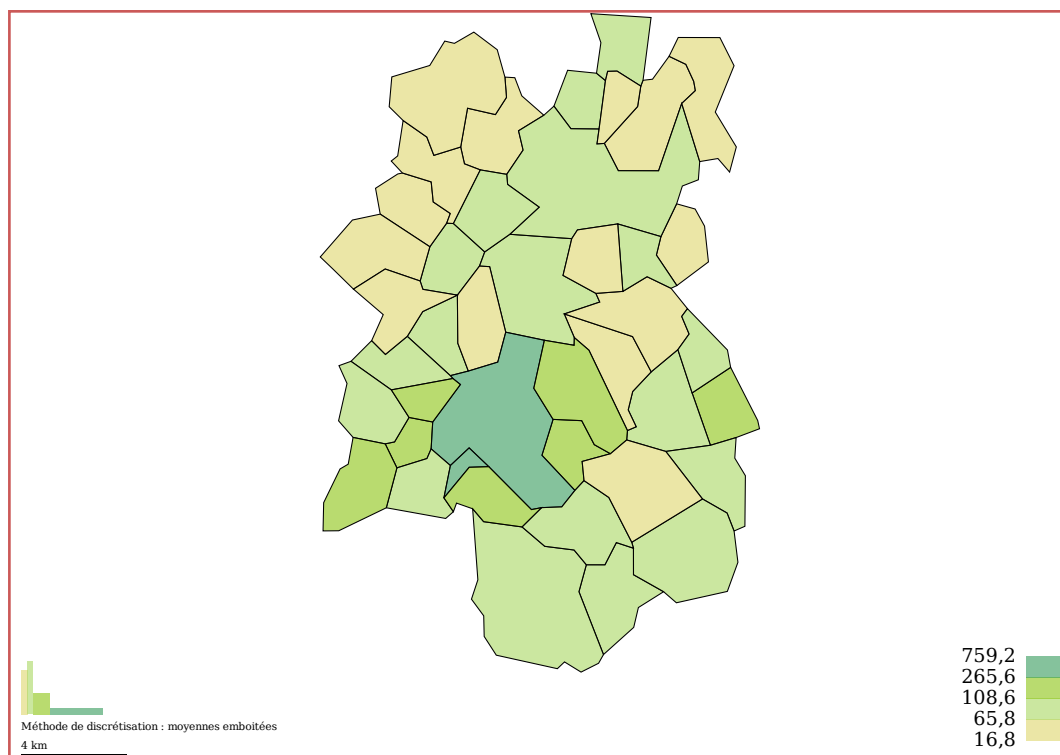 Méthode de discrétisation : moyennes emboitées
4 km
759,2
265,6
108,6
65,8
16,8